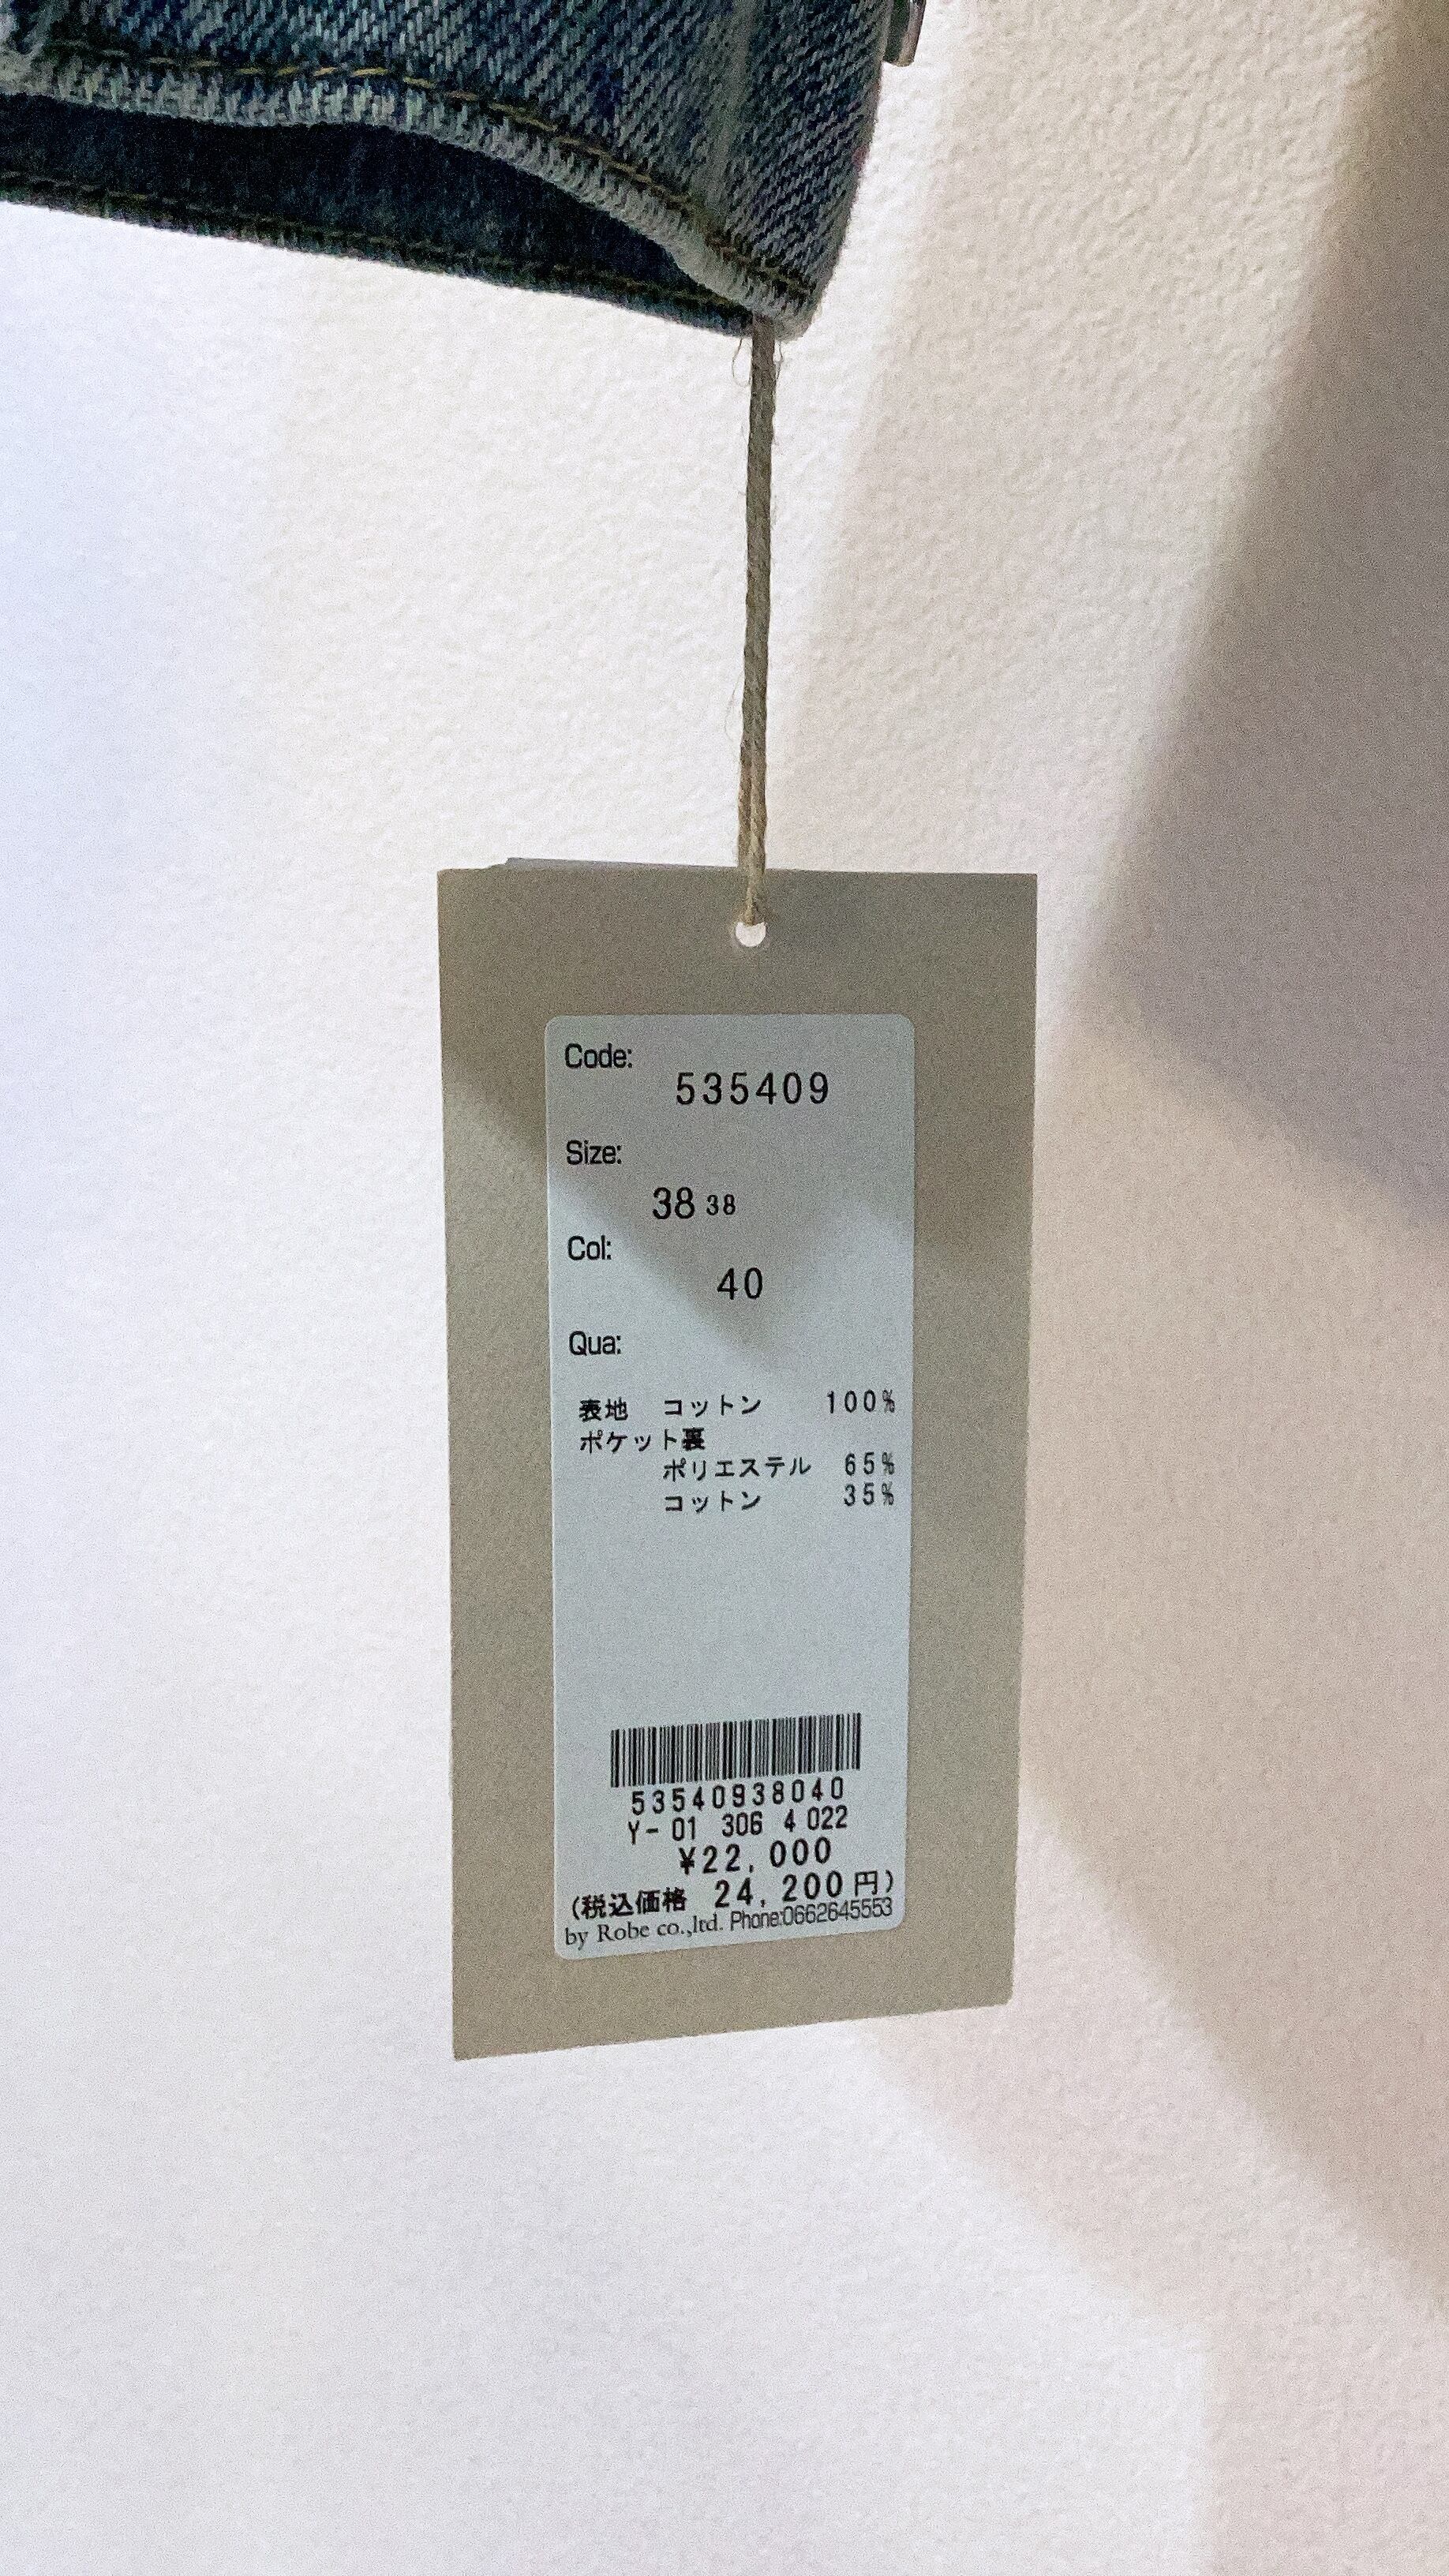 Code:
535409
Size:
38 38
Col:
40
Qua:
表地 コットン 100%
ポケット裏
ポリエステル 65%
コットン 35%
53540938040
Y- 01 306 4 022
¥22,000
(税込価格 24,200円)
by Robe co.,ltd. Phone:0662645553